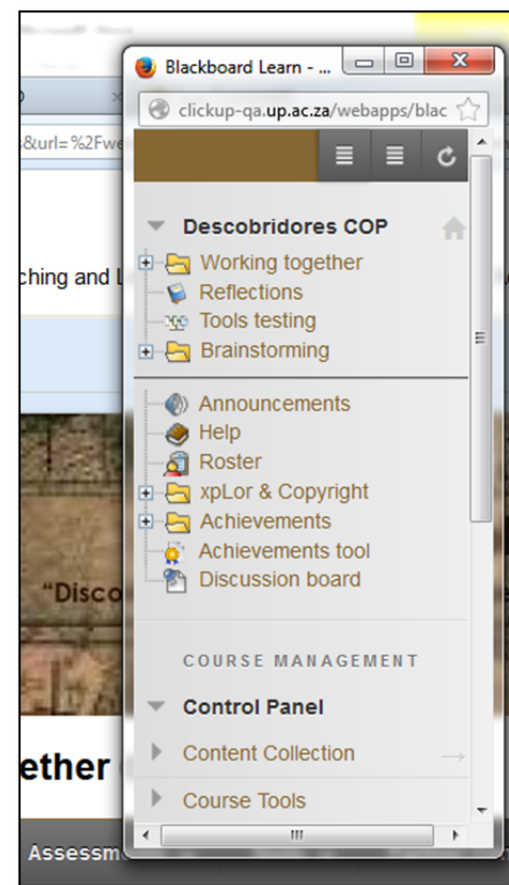 Blackboard Learn - ...
clickup-qa.up.ac.za/webapps/blac
&url=%2Fwe
Descobridores COP
Working together
ching and L
Reflections
Tools testing
Brainstorming
Announcements
Help
Roster
xpLor & Copyright
Achievements
Achievements tool
Discussion board
"Disco
COURSE MANAGEMENT
Control Panel
ether
Content Collection
Course Tools
Assessm